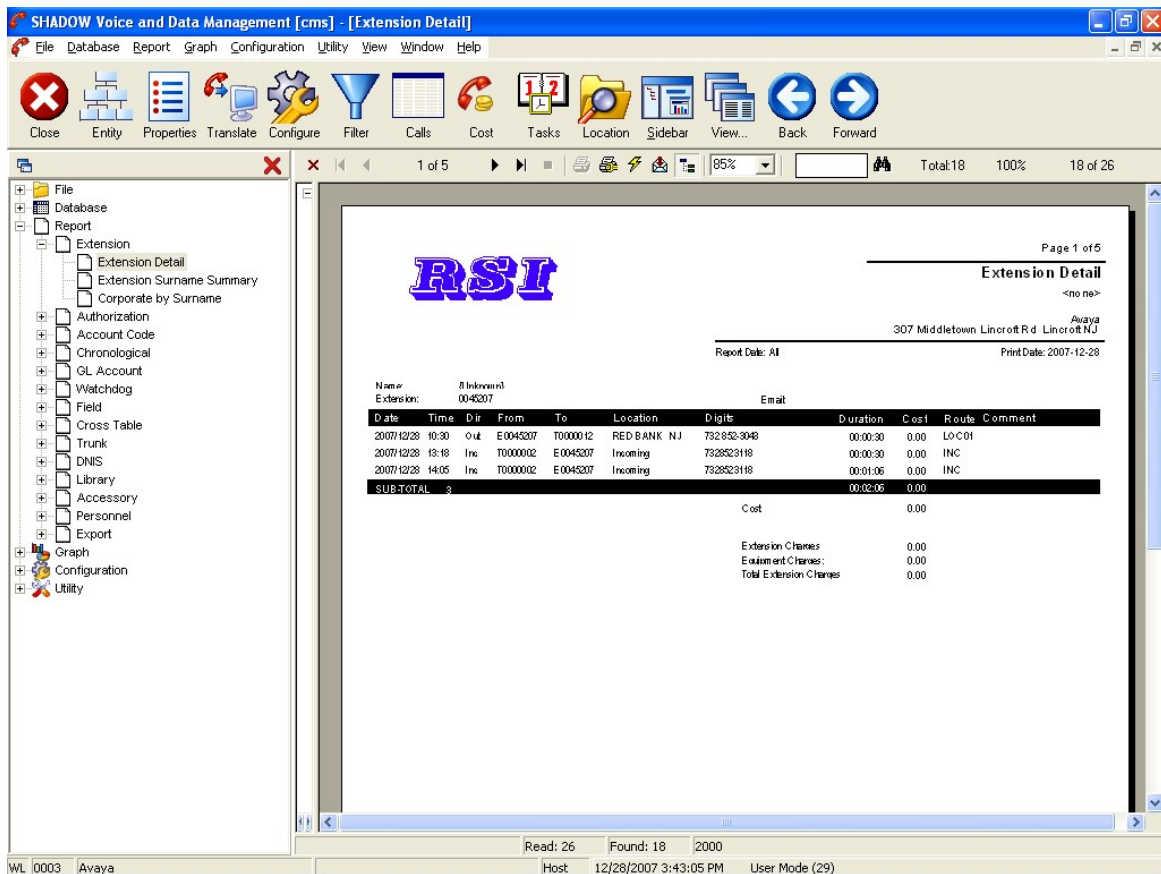 SHADOW Voice and Data Management [cms] - [Extension Detail]
File Database Report Graph Configuration Utility View Window Help
Close Entity Properties Translate Configure Filter Calls Cost Tasks Location Sidebar View... Back Forward
1 of 5 85% Total:18 100% 18 of 26
File
Database
Report
Extension
Extension Detail
Extension Surname Summary
Corporate by Surname
Authorization
Account Code
Chronological
GL Account
Watchdog
Field
Cross Table
Trunk
DNIS
Library
Accessory
Personnel
Export
Graph
Configuration
Utility
RSI
Page 1 of 5
Extension Detail
<none>
Avaya
307 Middletown Lincroft Rd Lincroft NJ
Report Date: All Print Date: 2007-12-28
Name: (Unknown)
Extension: 0045207 Email:
Date Time Dir From To Location Digits Duration Cost Route Comment
2007/12/28 10:30 Out E0045207 T0000012 RED BANK NJ 732 852-3043 00:00:30 0.00 LOC01
2007/12/28 13:18 Inc T0000002 E0045207 Incoming 7328523118 00:00:30 0.00 INC
2007/12/28 14:05 Inc T0000002 E0045207 Incoming 7328523118 00:01:06 0.00 INC
SUB-TOTAL 3 00:02:06 0.00
Cost 0.00
Extension Charges 0.00
Equipment Charges: 0.00
Total Extension Charges 0.00
Read: 26 Found: 18 2000
WL 0003 Avaya Host 12/28/2007 3:43:05 PM User Mode (29)